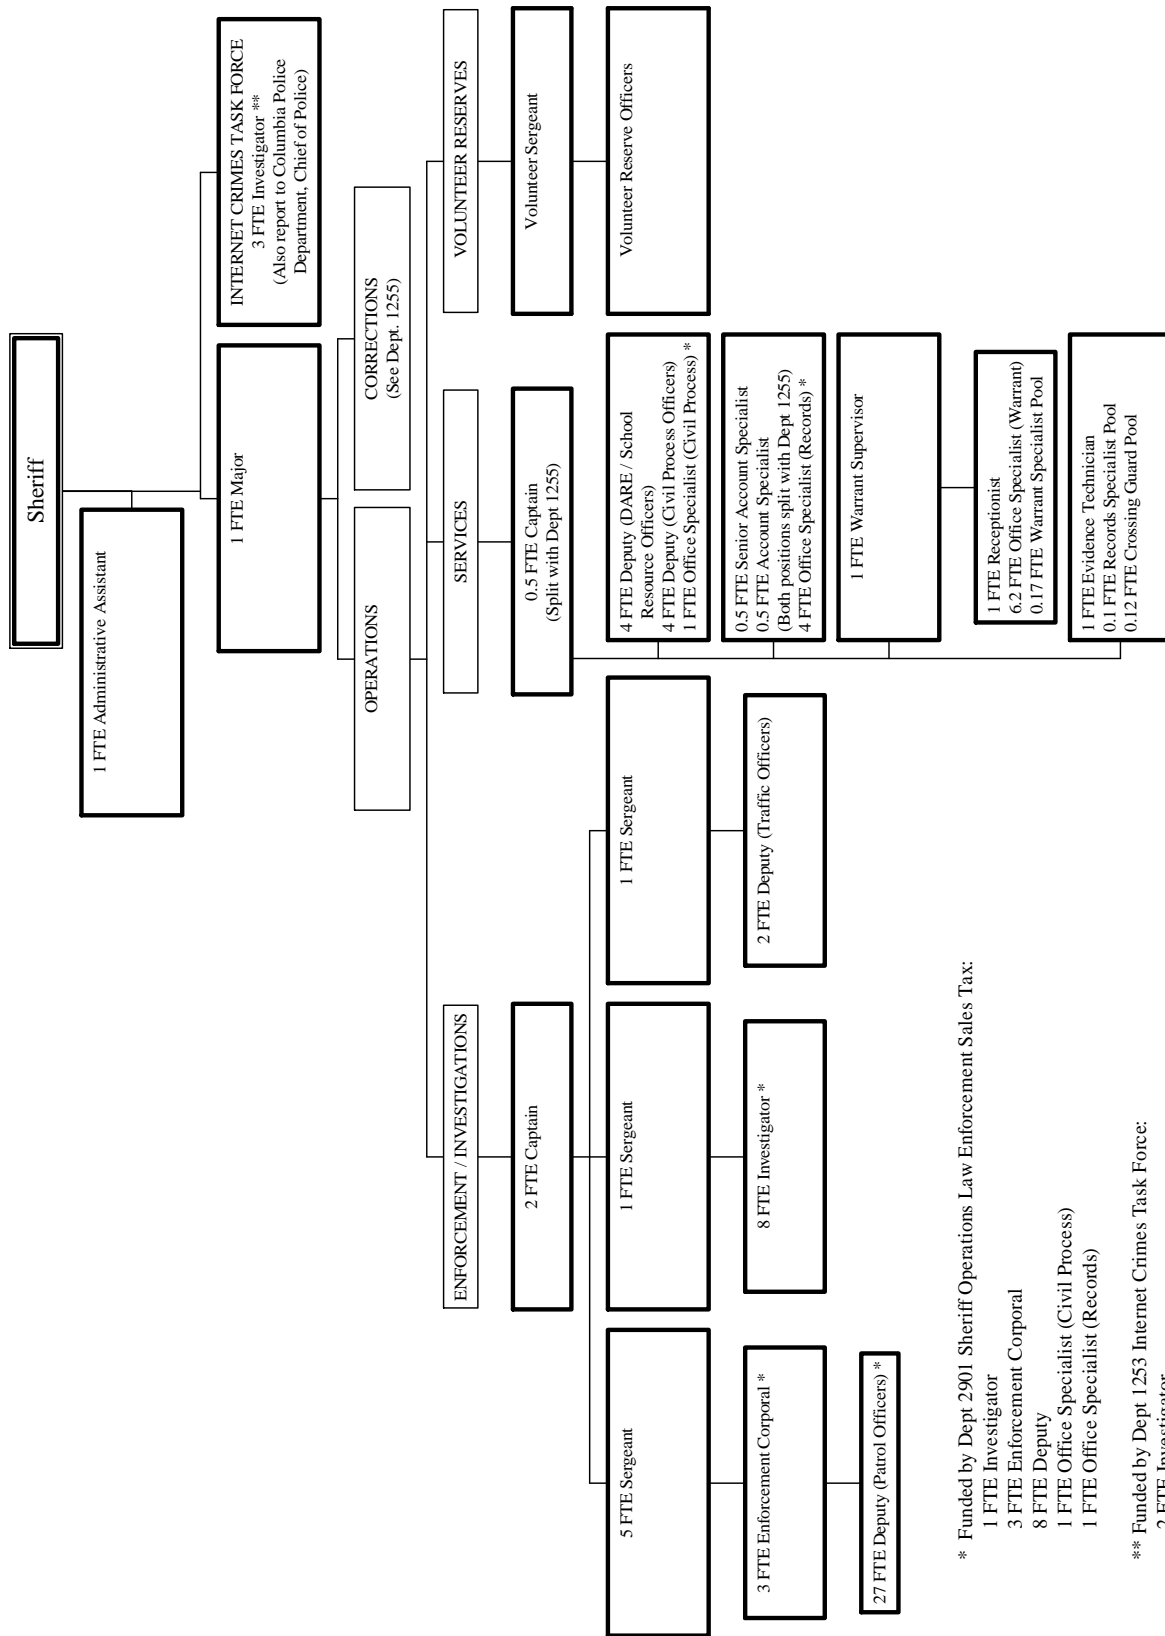 Sheriff
1 FTE Administrative Assistant
INTERNET CRIMES TASK FORCE
3 FTE Investigator **
(Also report to Columbia Police
Department, Chief of Police)
1 FTE Major
OPERATIONS
CORRECTIONS
(See Dept. 1255)
ENFORCEMENT / INVESTIGATIONS
SERVICES
VOLUNTEER RESERVES
2 FTE Captain
0.5 FTE Captain
(Split with Dept 1255)
Volunteer Sergeant
5 FTE Sergeant
1 FTE Sergeant
1 FTE Sergeant
4 FTE Deputy (DARE / School
Resource Officers)
4 FTE Deputy (Civil Process Officers)
1 FTE Office Specialist (Civil Process) *
Volunteer Reserve Officers
3 FTE Enforcement Corporal *
8 FTE Investigator *
2 FTE Deputy (Traffic Officers)
0.5 FTE Senior Account Specialist
0.5 FTE Account Specialist
(Both positions split with Dept 1255)
4 FTE Office Specialist (Records) *
27 FTE Deputy (Patrol Officers) *
1 FTE Warrant Supervisor
1 FTE Receptionist
6.2 FTE Office Specialist (Warrant)
0.17 FTE Warrant Specialist Pool
1 FTE Evidence Technician
0.1 FTE Records Specialist Pool
0.12 FTE Crossing Guard Pool
* Funded by Dept 2901 Sheriff Operations Law Enforcement Sales Tax:
1 FTE Investigator
3 FTE Enforcement Corporal
8 FTE Deputy
1 FTE Office Specialist (Civil Process)
1 FTE Office Specialist (Records)
** Funded by Dept 1253 Internet Crimes Task Force:
2 FTE Investigator